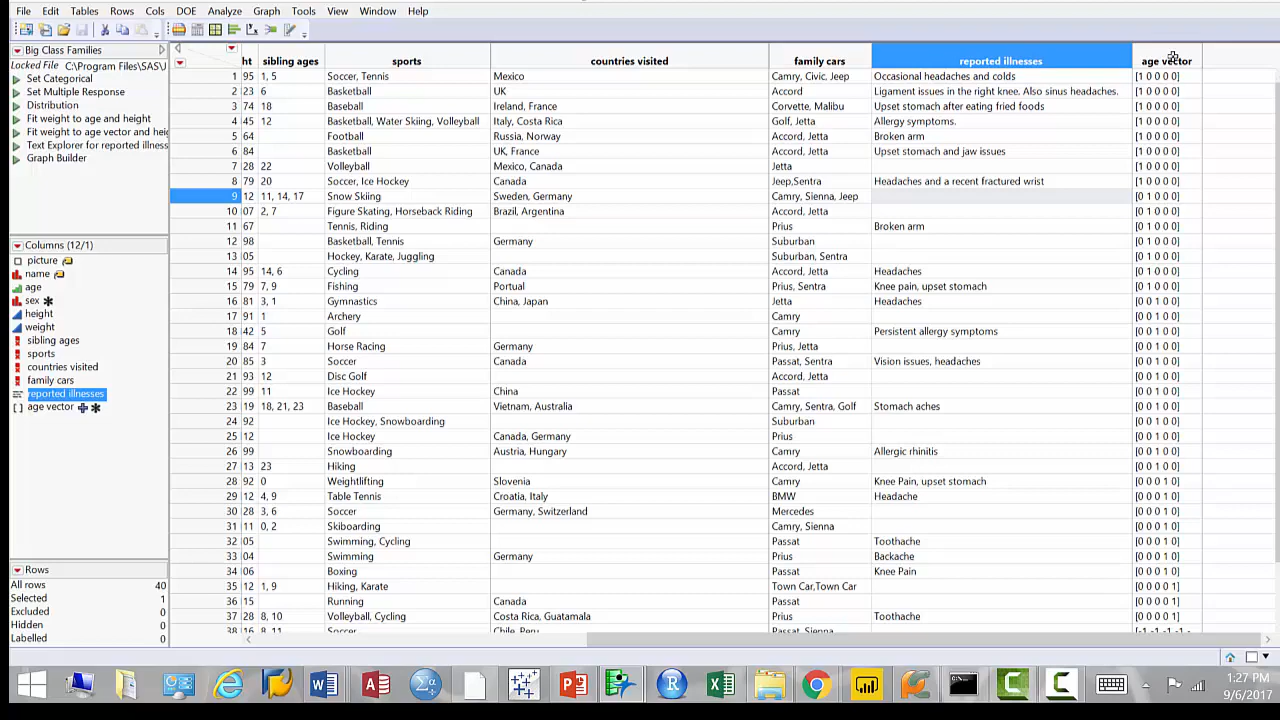 File Edit Tables Rows Cols DOE Analyze Graph Tools View Window Help
Big Class Families
Locked File C:\Program Files\SAS\J
Set Categorical
Set Multiple Response
Distribution
Fit weight to age and height
Fit weight to age vector and hei
Text Explorer for reported illness
Graph Builder
Columns (12/1)
picture
name
age
sex
height
weight
sibling ages
sports
countries visited
family cars
reported illnesses
age vector
Rows
All rows 40
Selected 1
Excluded 0
Hidden 0
Labelled 0
ht sibling ages sports countries visited family cars reported illnesses age vector
1 95 1, 5 Soccer, Tennis Mexico Camry, Civic, Jeep Occasional headaches and colds [1 0 0 0 0]
2 23 6 Basketball UK Accord Ligament issues in the right knee. Also sinus headaches. [1 0 0 0 0]
3 74 18 Baseball Ireland, France Corvette, Malibu Upset stomach after eating fried foods [1 0 0 0 0]
4 45 12 Basketball, Water Skiing, Volleyball Italy, Costa Rica Golf, Jetta Allergy symptoms. [1 0 0 0 0]
5 64 Football Russia, Norway Accord, Jetta Broken arm [1 0 0 0 0]
6 84 Basketball UK, France Accord, Jetta Upset stomach and jaw issues [1 0 0 0 0]
7 28 22 Volleyball Mexico, Canada Jetta [1 0 0 0 0]
8 79 20 Soccer, Ice Hockey Canada Jeep,Sentra Headaches and a recent fractured wrist [1 0 0 0 0]
9 12 11, 14, 17 Snow Skiing Sweden, Germany Camry, Sienna, Jeep [0 1 0 0 0]
10 07 2, 7 Figure Skating, Horseback Riding Brazil, Argentina Accord, Jetta [0 1 0 0 0]
11 67 Tennis, Riding Prius Broken arm [0 1 0 0 0]
12 98 Basketball, Tennis Germany Suburban [0 1 0 0 0]
13 05 Hockey, Karate, Juggling Suburban, Sentra [0 1 0 0 0]
14 95 14, 6 Cycling Canada Accord, Jetta Headaches [0 1 0 0 0]
15 79 7, 9 Fishing Portual Prius, Sentra Knee pain, upset stomach [0 1 0 0 0]
16 81 3, 1 Gymnastics China, Japan Jetta Headaches [0 0 1 0 0]
17 91 1 Archery Camry [0 0 1 0 0]
18 42 5 Golf Camry Persistent allergy symptoms [0 0 1 0 0]
19 84 7 Horse Racing Germany Prius, Jetta [0 0 1 0 0]
20 85 3 Soccer Canada Passat, Sentra Vision issues, headaches [0 0 1 0 0]
21 93 12 Disc Golf Accord, Jetta [0 0 1 0 0]
22 99 11 Ice Hockey China Passat [0 0 1 0 0]
23 19 18, 21, 23 Baseball Vietnam, Australia Camry, Sentra, Golf Stomach aches [0 0 1 0 0]
24 92 Ice Hockey, Snowboarding Suburban [0 0 1 0 0]
25 12 Ice Hockey Canada, Germany Prius [0 0 1 0 0]
26 99 Snowboarding Austria, Hungary Camry Allergic rhinitis [0 0 1 0 0]
27 13 23 Hiking Accord, Jetta [0 0 1 0 0]
28 92 0 Weightlifting Slovenia Camry Knee Pain, upset stomach [0 0 0 1 0]
29 12 4, 9 Table Tennis Croatia, Italy BMW Headache [0 0 0 1 0]
30 28 3, 6 Soccer Germany, Switzerland Mercedes [0 0 0 1 0]
31 11 0, 2 Skiboarding Camry, Sienna [0 0 0 1 0]
32 05 Swimming, Cycling Passat Toothache [0 0 0 1 0]
33 04 Swimming Germany Prius Backache [0 0 0 1 0]
34 06 Boxing Passat Knee Pain [0 0 0 1 0]
35 12 1, 9 Hiking, Karate Town Car,Town Car [0 0 0 0 1]
36 15 Running Canada Passat [0 0 0 0 1]
37 28 8, 10 Volleyball, Cycling Costa Rica, Guatamala Prius Toothache [0 0 0 0 1]
38 16 8, 11 Soccer Chile, Peru Passat, Sienna [-1 -1 -1 -1 -
1:27 PM
9/6/2017